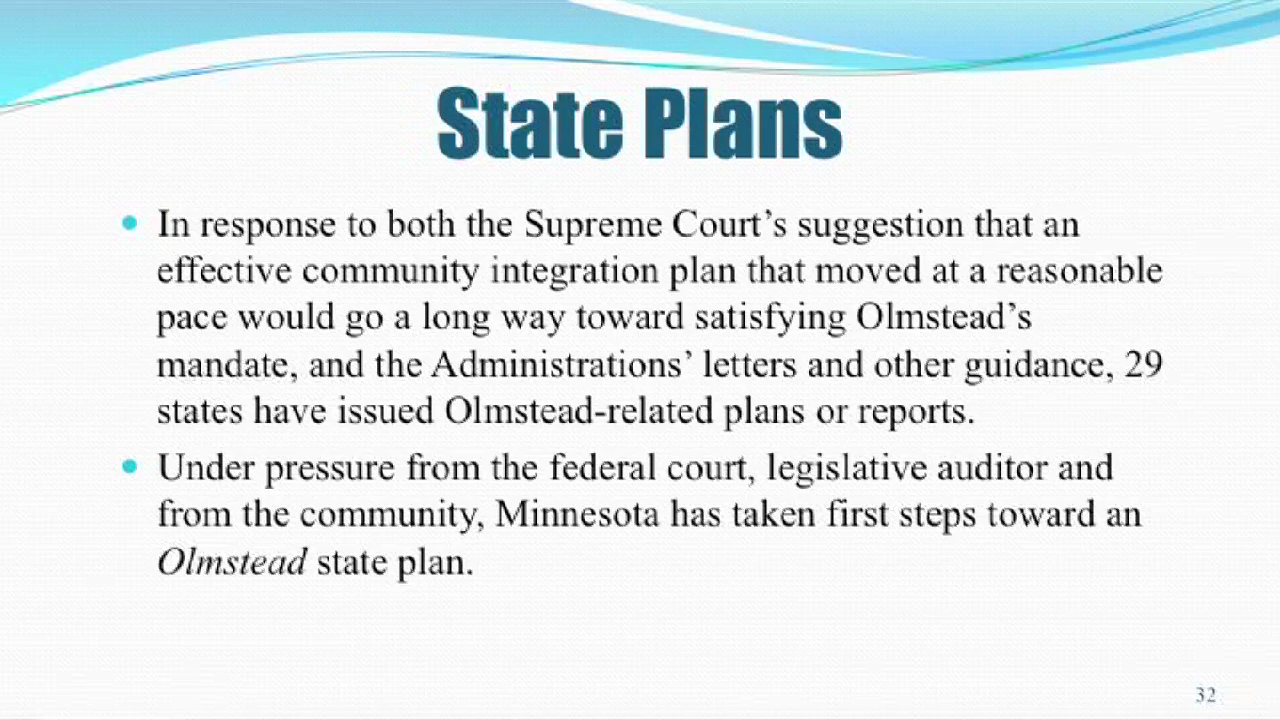 State Plans
In response to both the Supreme Court’s suggestion that an
effective community integration plan that moved at a reasonable
pace would go a long way toward satisfying Olmstead’s
mandate, and the Administrations’ letters and other guidance, 29
states have issued Olmstead-related plans or reports.
Under pressure from the federal court, legislative auditor and
from the community, Minnesota has taken first steps toward an
Olmstead state plan.
32